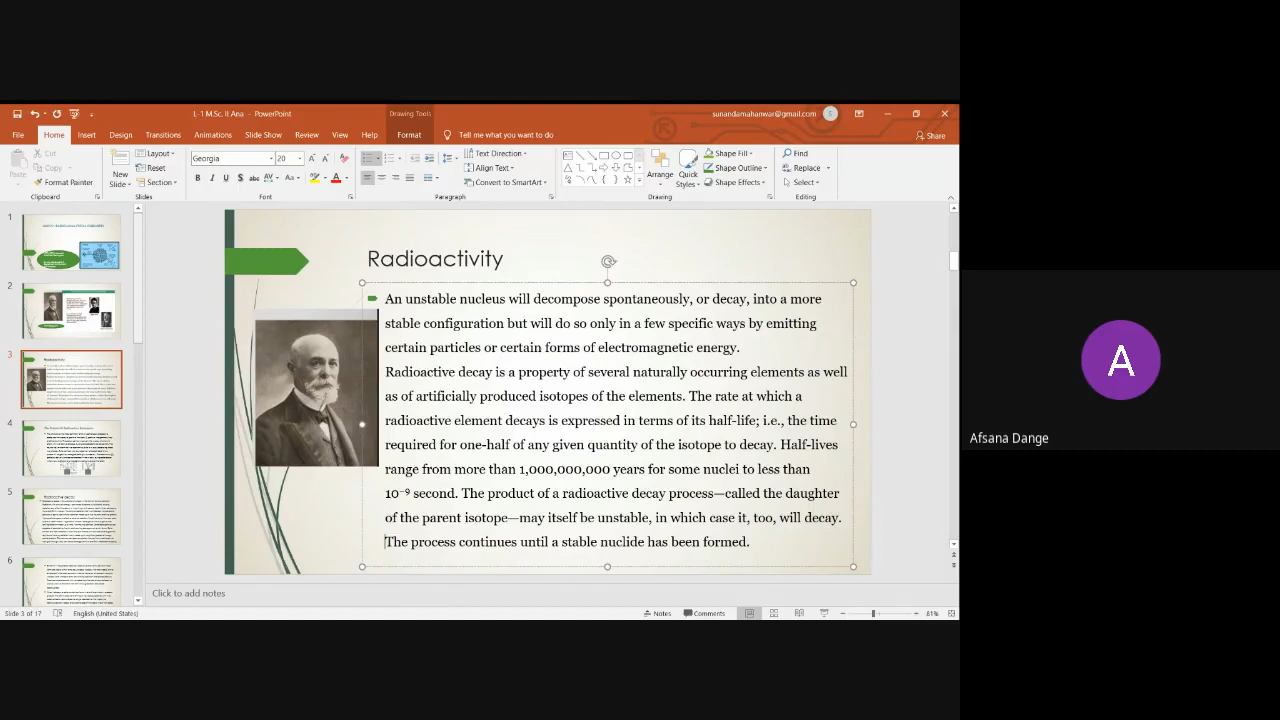 L-1 M.Sc. II Ana - PowerPoint
Drawing Tools
sunandamahanwar@gmail.com
S
File Home Insert Design Transitions Animations Slide Show Review View Help Format Tell me what you want to do
Share
Paste
Cut
Copy
Format Painter
Clipboard
New
Slide
Layout
Reset
Section
Slides
Georgia 20
Font
Text Direction
Align Text
Convert to SmartArt
Paragraph
Arrange
Quick
Styles
Shape Fill
Shape Outline
Shape Effects
Drawing
Find
Replace
Select
Editing
1
2
3
4
5
6
Radioactivity
An unstable nucleus will decompose spontaneously, or decay, into a more
stable configuration but will do so only in a few specific ways by emitting
certain particles or certain forms of electromagnetic energy.
Radioactive decay is a property of several naturally occurring elements as well
as of artificially produced isotopes of the elements. The rate at which a
radioactive element decays is expressed in terms of its half-life; i.e., the time
required for one-half of any given quantity of the isotope to decay. Half-lives
range from more than 1,000,000,000 years for some nuclei to less than
10⁻⁹ second. The product of a radioactive decay process—called the daughter
of the parent isotope—may itself be unstable, in which case it, too, will decay.
The process continues until a stable nuclide has been formed.
Click to add notes
Slide 3 of 17 English (United States)
Notes Comments 81%
A
Afsana Dange